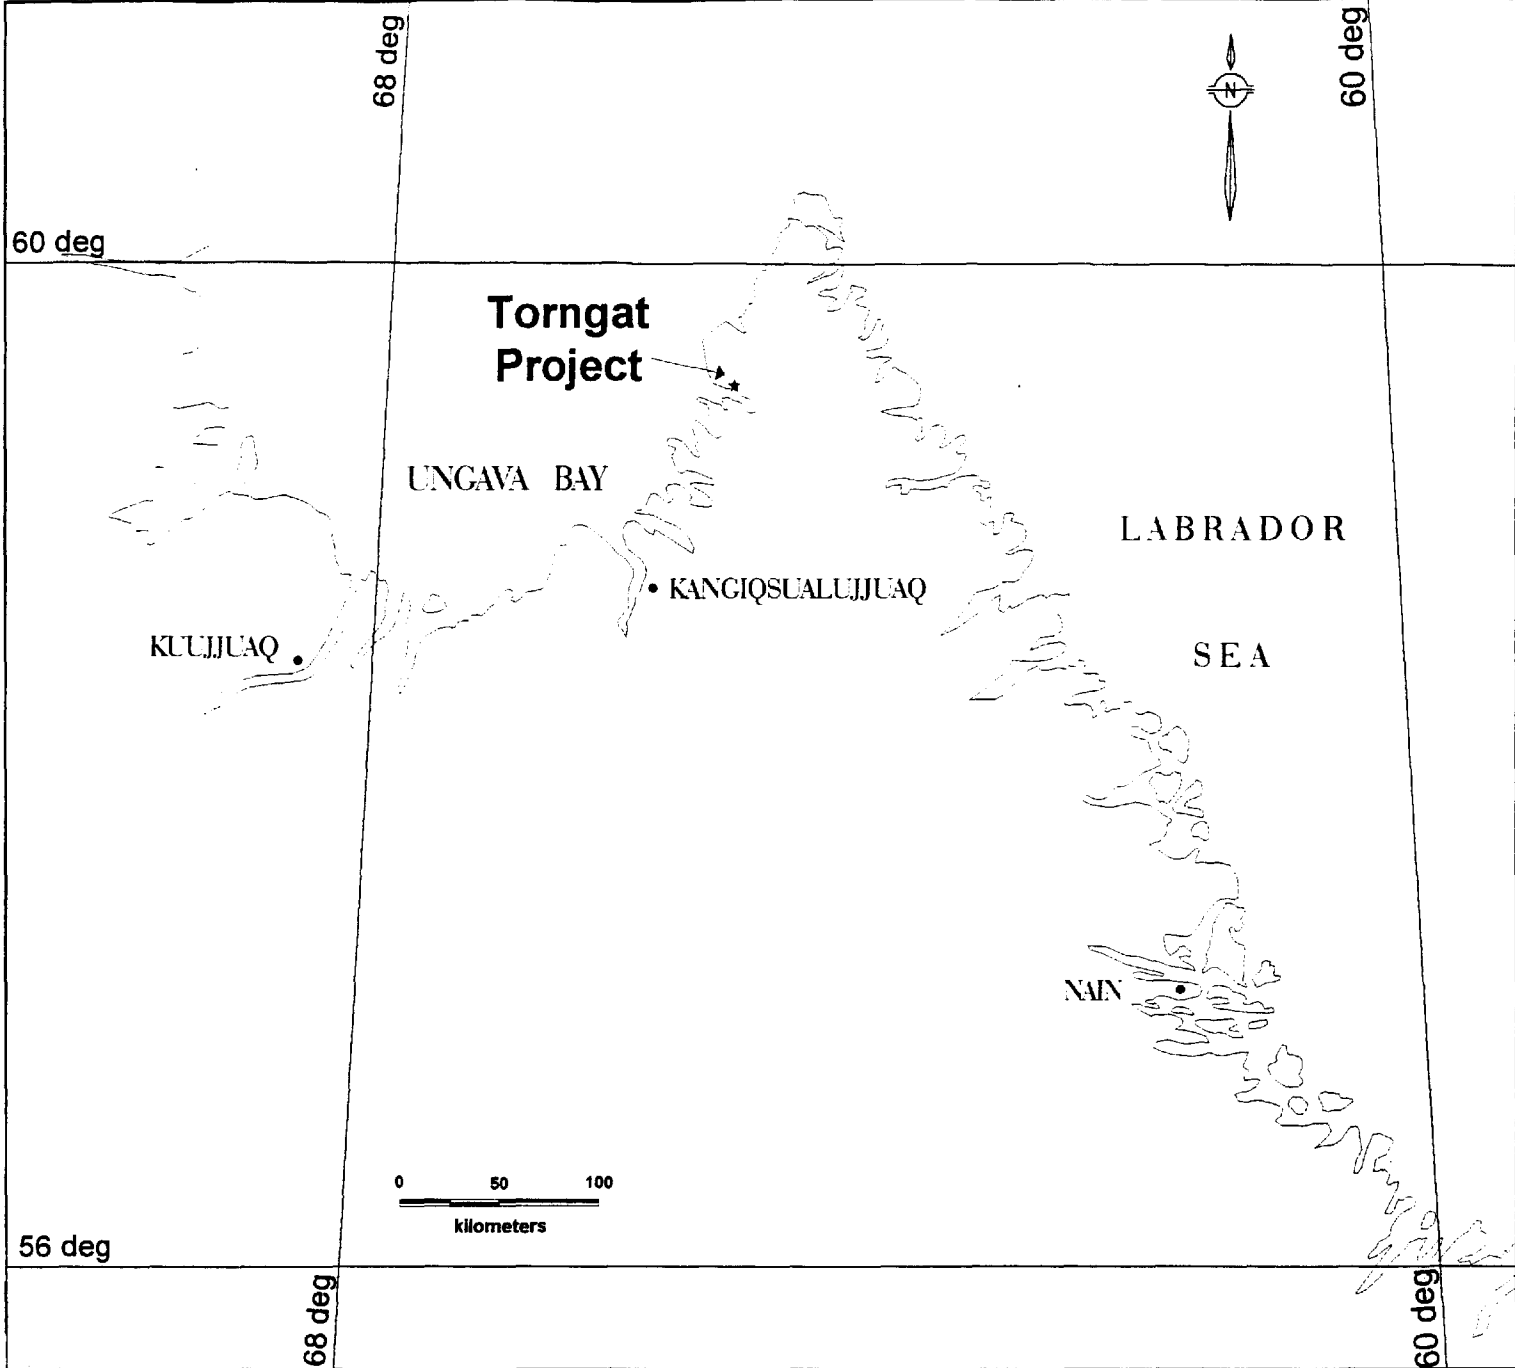 68 deg
60 deg
N
60 deg
Torngat
Project
UNGAVA BAY
LABRADOR
KANGIQSUALUJJUAQ
KUUJJUAQ
SEA
NAIN
0 50 100
kilometers
56 deg
68 deg
60 deg